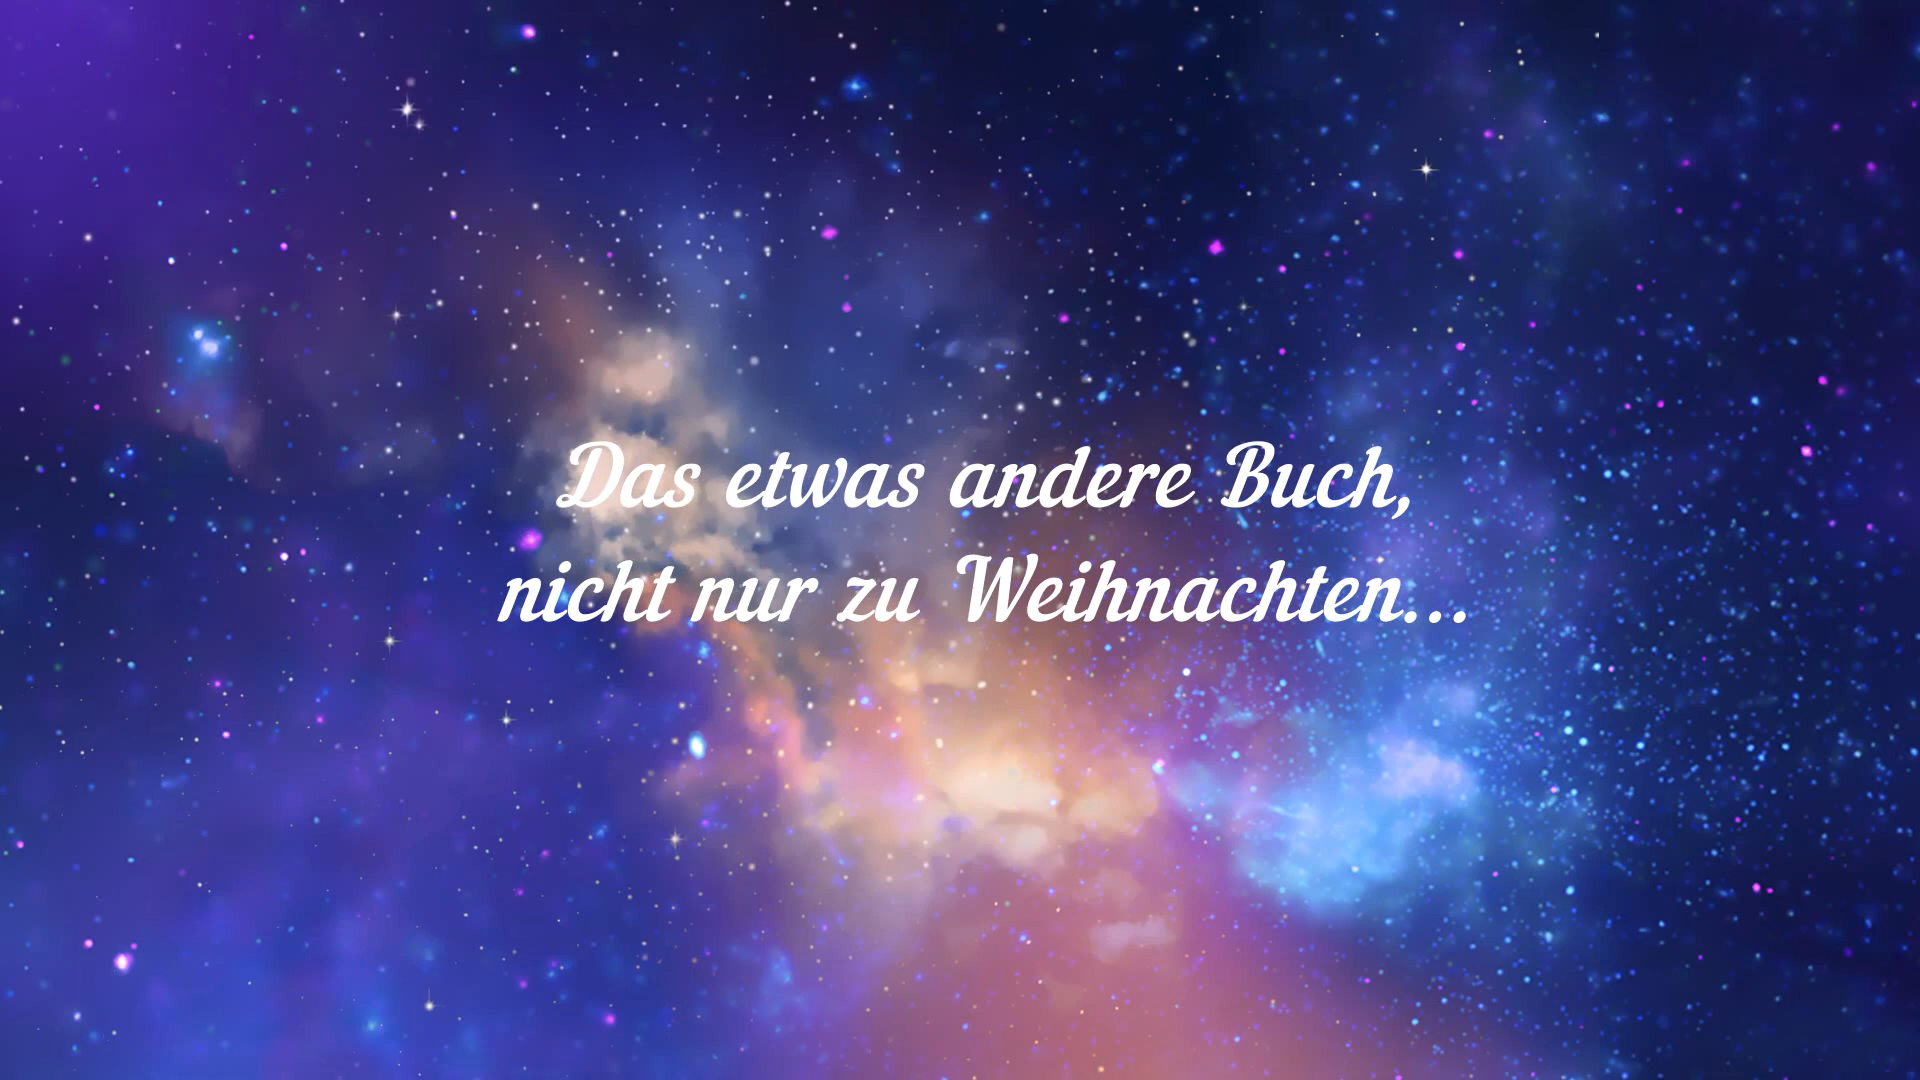 Das etwas andere Buch,
nicht nur zu Weihnachten...